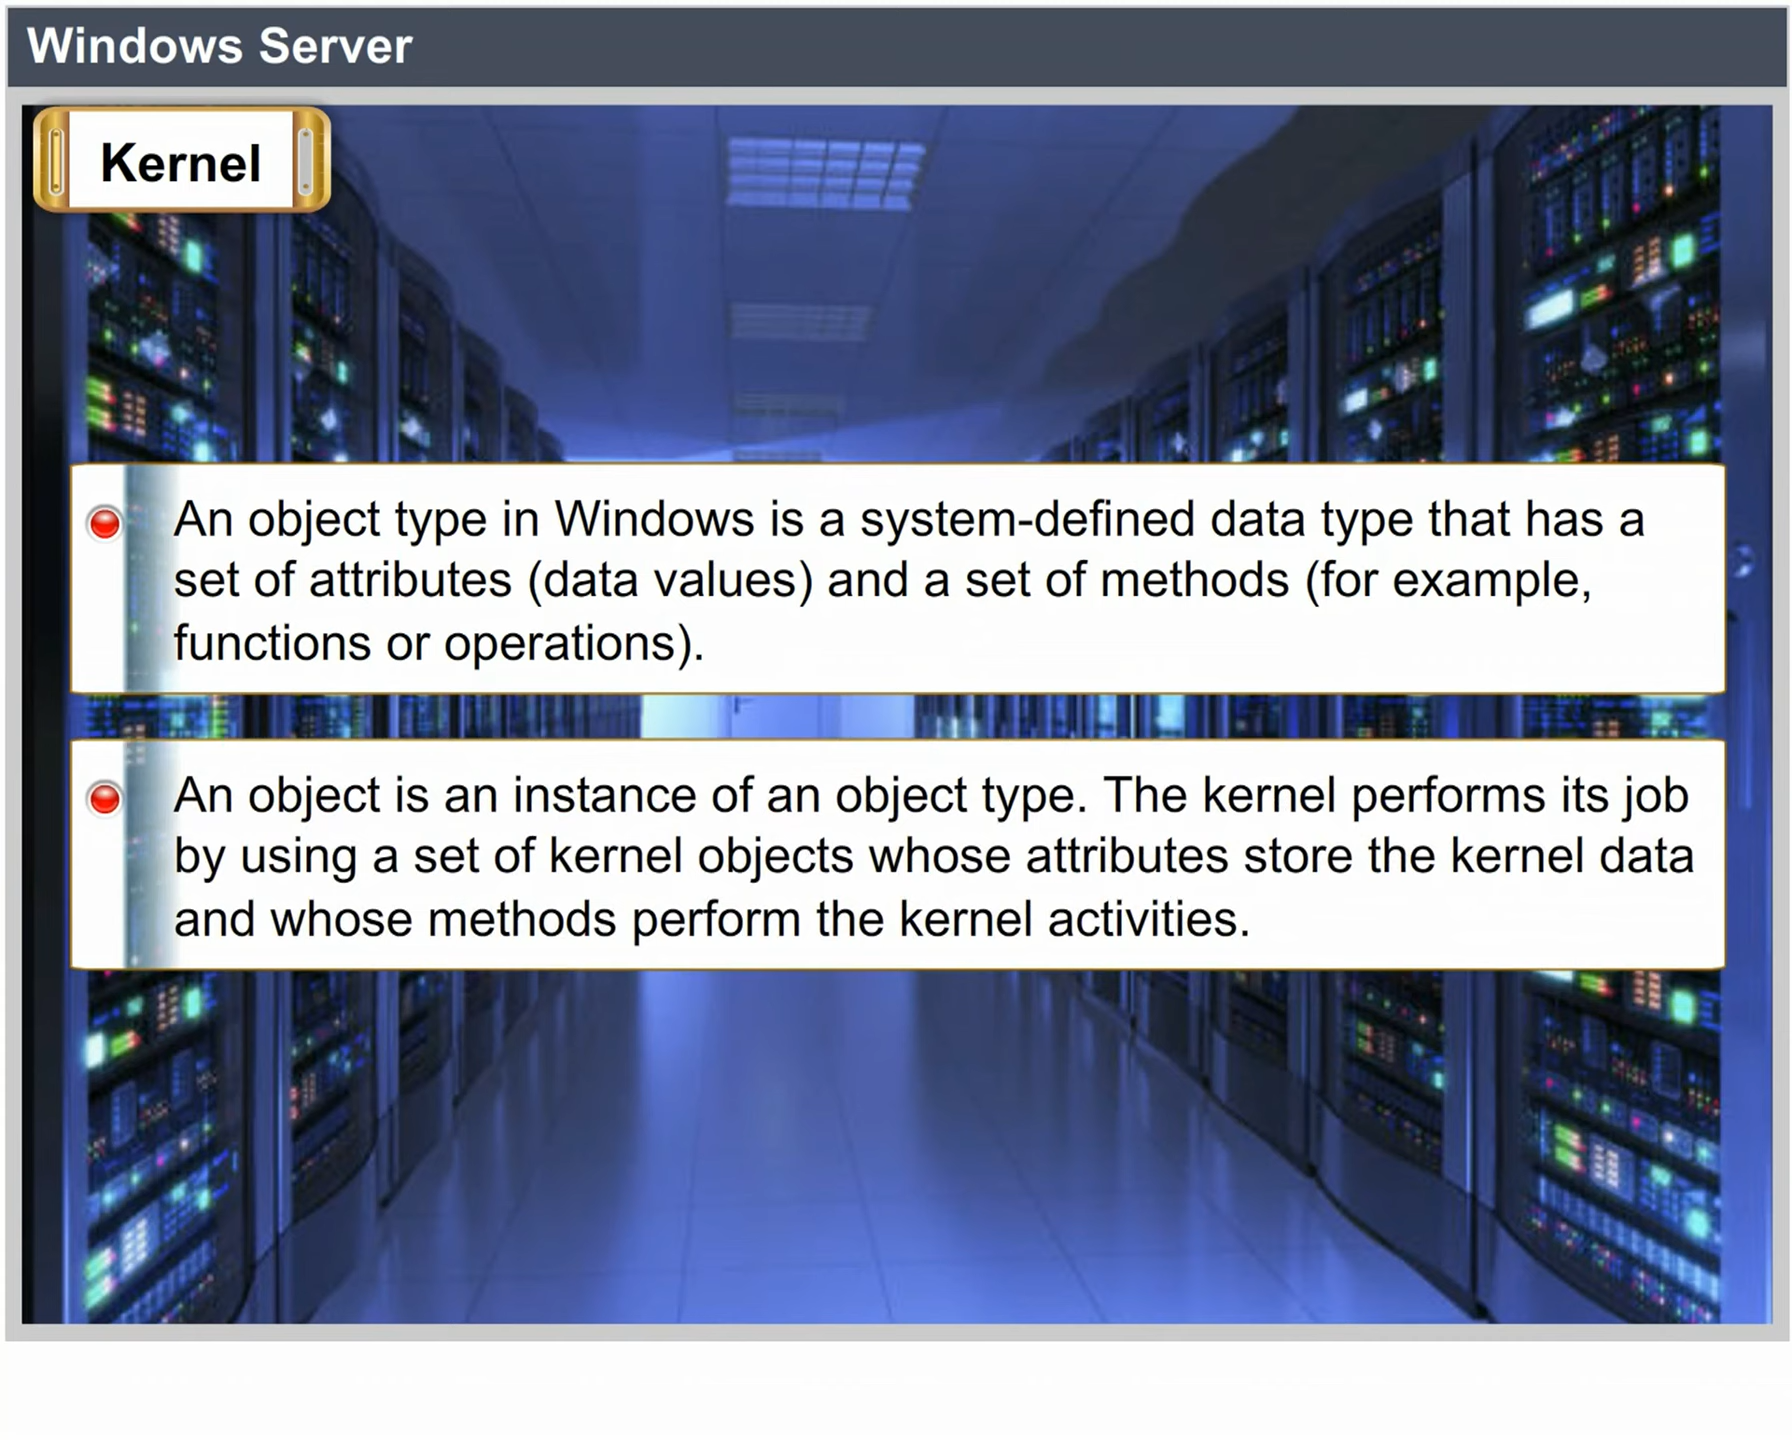 Windows Server
Kernel
An object type in Windows is a system-defined data type that has a
set of attributes (data values) and a set of methods (for example,
functions or operations).
An object is an instance of an object type. The kernel performs its job
by using a set of kernel objects whose attributes store the kernel data
and whose methods perform the kernel activities.